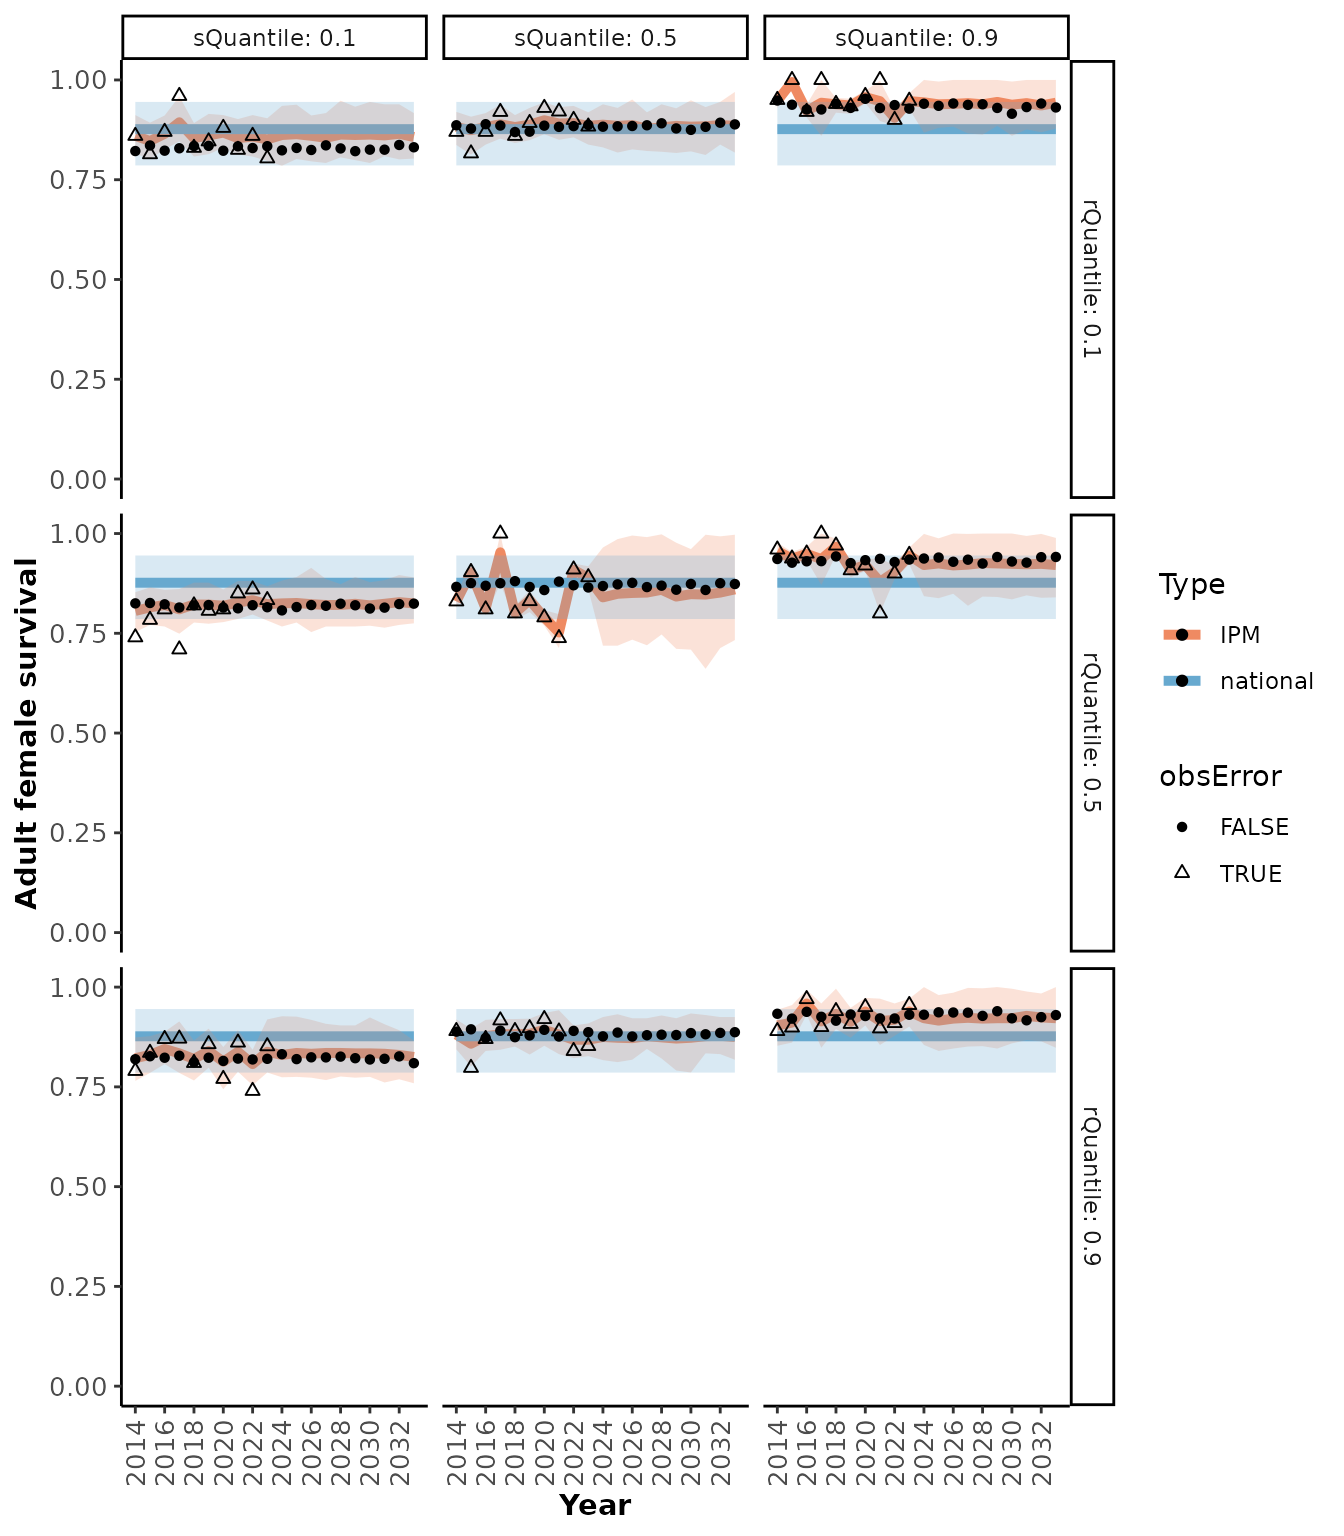 sQuantile: 0.1
sQuantile: 0.5
sQuantile: 0.9
1.00
0.75
0.50
0.25
0.00
rQuantile: 0.1
1.00
0.75
0.50
0.25
0.00
rQuantile: 0.5
1.00
0.75
0.50
0.25
0.00
rQuantile: 0.9
Adult female survival
2014 2016 2018 2020 2022 2024 2026 2028 2030 2032
2014 2016 2018 2020 2022 2024 2026 2028 2030 2032
2014 2016 2018 2020 2022 2024 2026 2028 2030 2032
Year
Type
IPM
national
obsError
FALSE
TRUE